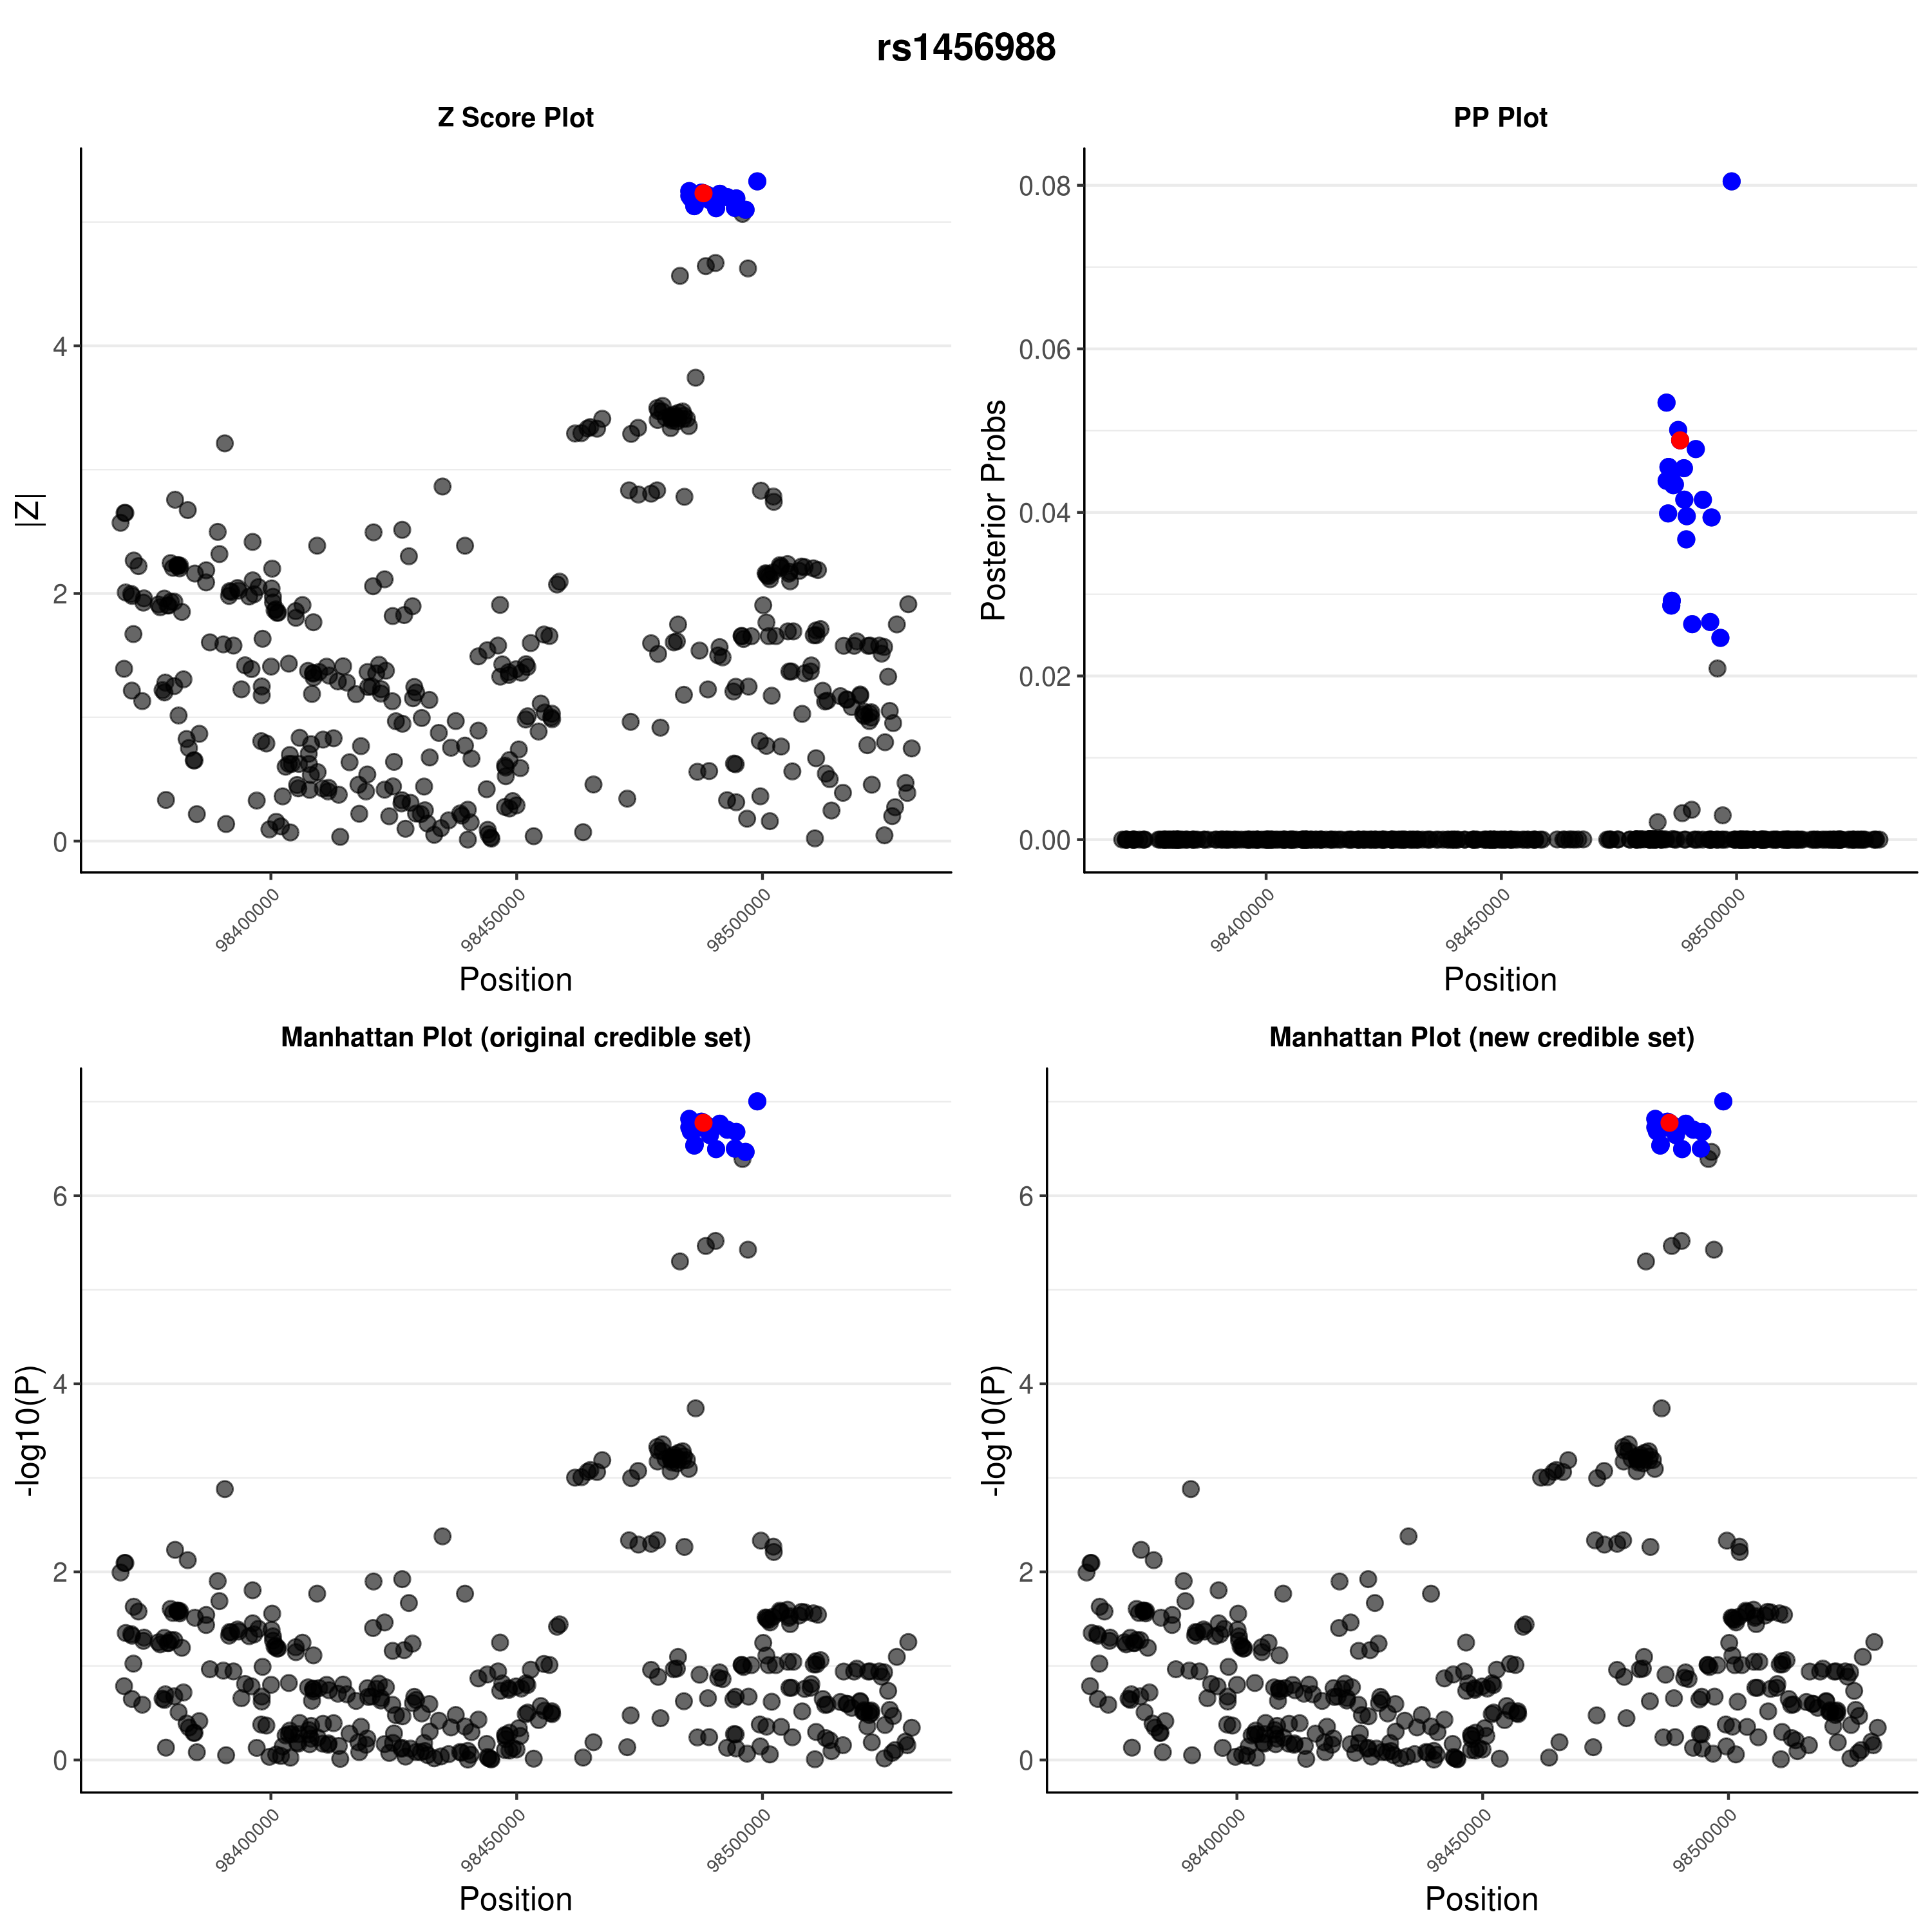 rs1456988
Z Score Plot
|Z|
4
2
0
98400000
98450000
98500000
Position
PP Plot
Posterior Probs
0.08
0.06
0.04
0.02
0.00
98400000
98450000
98500000
Position
Manhattan Plot (original credible set)
-log10(P)
6
4
2
0
98400000
98450000
98500000
Position
Manhattan Plot (new credible set)
-log10(P)
6
4
2
0
98400000
98450000
98500000
Position